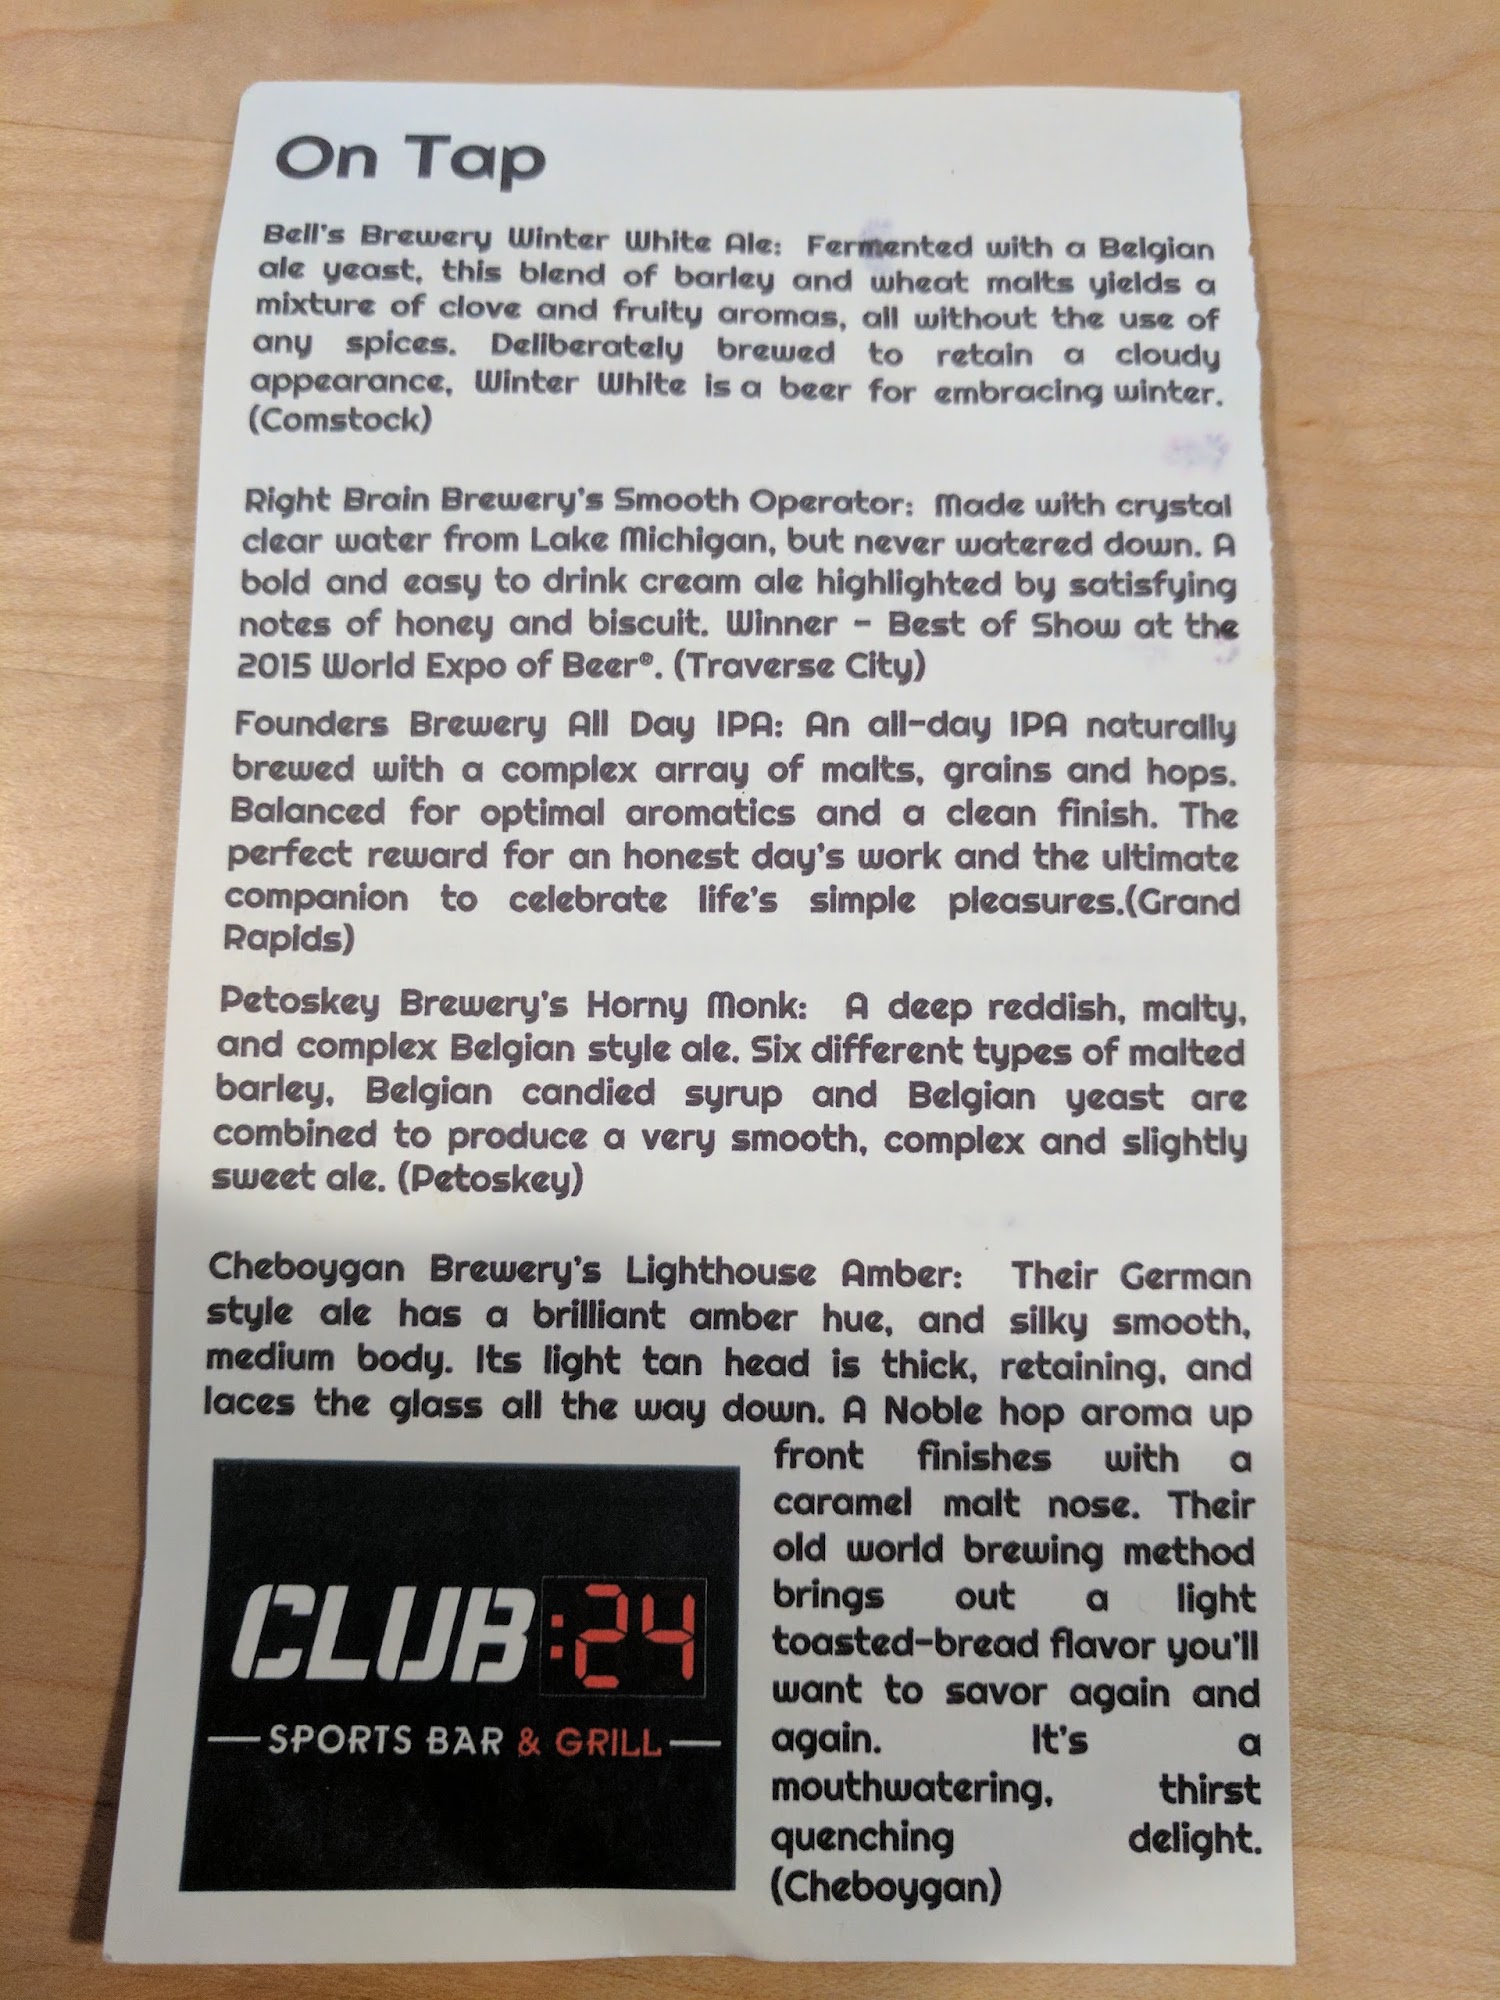 On Tap
Bell's Brewery Winter White Ale: Fermented with a Belgian
ale yeast, this blend of barley and wheat malts yields a
mixture of clove and fruity aromas, all without the use of
any spices. Deliberately brewed to retain a cloudy
appearance, Winter White is a beer for embracing winter.
(Comstock)
Right Brain Brewery's Smooth Operator: Made with crystal
clear water from Lake Michigan, but never watered down. A
bold and easy to drink cream ale highlighted by satisfying
notes of honey and biscuit. Winner - Best of Show at the
2015 World Expo of Beer®. (Traverse City)
Founders Brewery All Day IPA: An all-day IPA naturally
brewed with a complex array of malts, grains and hops.
Balanced for optimal aromatics and a clean finish. The
perfect reward for an honest day's work and the ultimate
companion to celebrate life's simple pleasures.(Grand
Rapids)
Petoskey Brewery's Horny Monk: A deep reddish, malty,
and complex Belgian style ale. Six different types of malted
barley, Belgian candied syrup and Belgian yeast are
combined to produce a very smooth, complex and slightly
sweet ale. (Petoskey)
Cheboygan Brewery's Lighthouse Amber: Their German
style ale has a brilliant amber hue, and silky smooth,
medium body. Its light tan head is thick, retaining, and
laces the glass all the way down. A Noble hop aroma up
front finishes with a
caramel malt nose. Their
old world brewing method
brings out a light
toasted-bread flavor you'll
want to savor again and
again. It's a
mouthwatering, thirst
quenching delight.
(Cheboygan)
CLUB:24
SPORTS BAR & GRILL